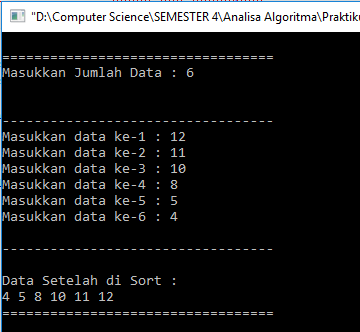 "D:\Computer Science\SEMESTER 4\Analisa Algoritma\Praktiku
==================================
Masukkan Jumlah Data : 6
----------------------------------
Masukkan data ke-1 : 12
Masukkan data ke-2 : 11
Masukkan data ke-3 : 10
Masukkan data ke-4 : 8
Masukkan data ke-5 : 5
Masukkan data ke-6 : 4
----------------------------------
Data Setelah di Sort :
4 5 8 10 11 12
==================================